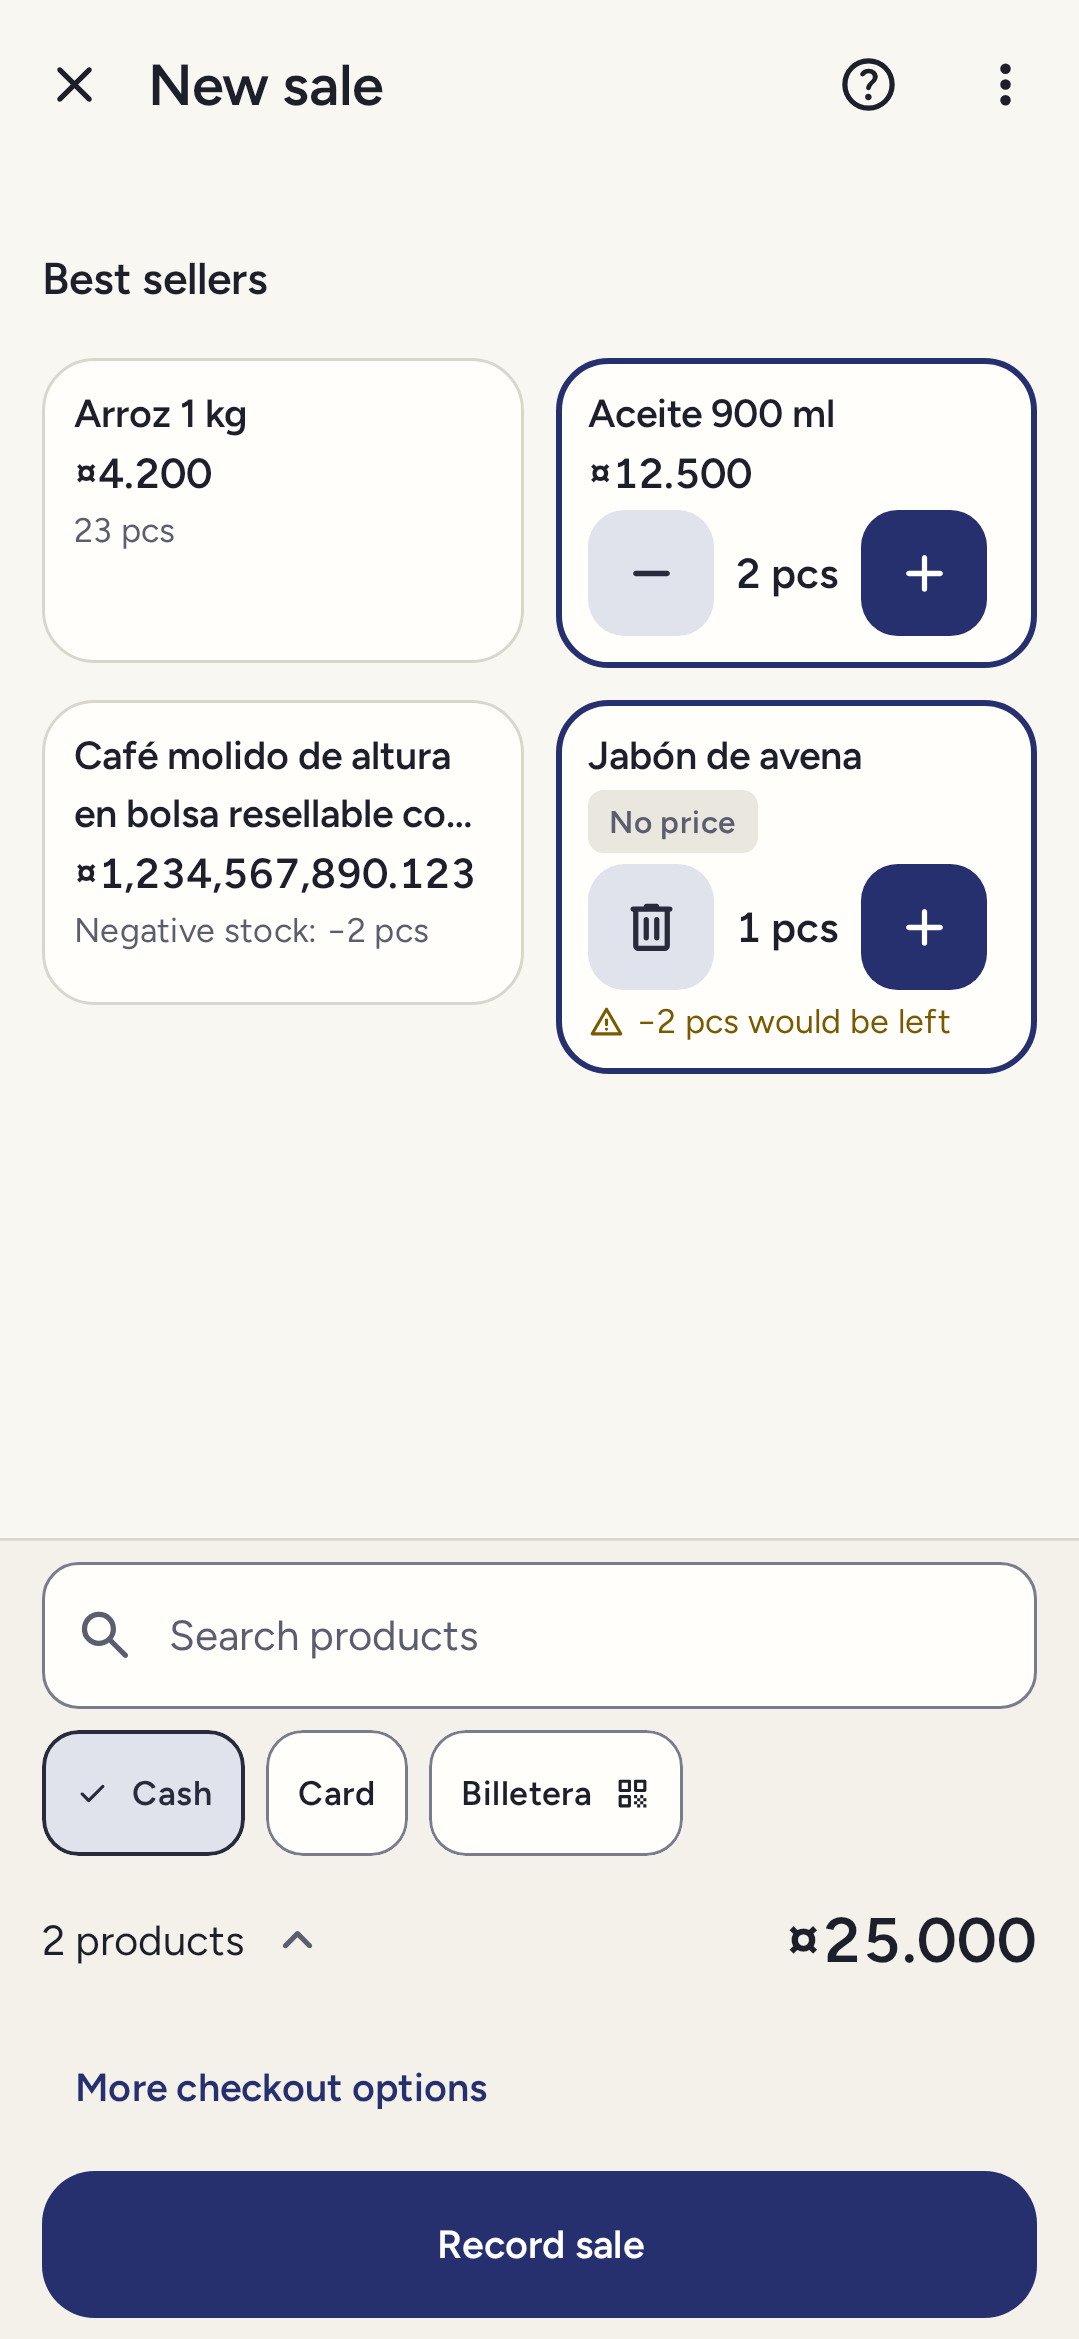 New sale
Best sellers
Arroz 1 kg
¤4.200
23 pcs
Aceite 900 ml
¤12.500
2 pcs
Café molido de altura
en bolsa resellable co...
¤1,234,567,890.123
Negative stock: −2 pcs
Jabón de avena
No price
1 pcs
−2 pcs would be left
Search products
Cash
Card
Billetera
2 products
¤25.000
More checkout options
Record sale